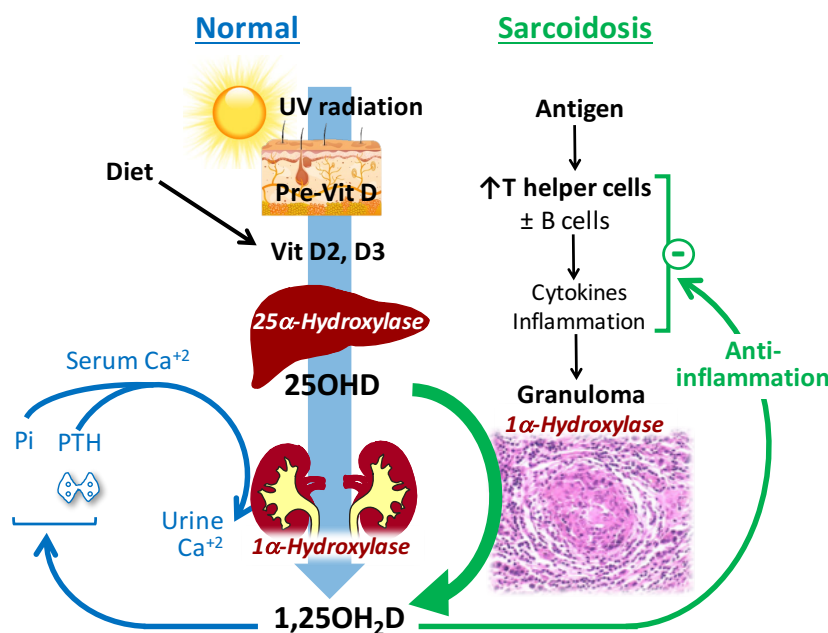 Normal
Sarcoidosis
UV radiation
Antigen
Diet
Pre-Vit D
↑T helper cells
± B cells
Vit D2, D3
-
Cytokines
Inflammation
25α-Hydroxylase
Serum Ca⁺²
Anti-
inflammation
25OHD
Granuloma
1α-Hydroxylase
Pi
PTH
Urine
Ca⁺²
1α-Hydroxylase
1,25OH₂D